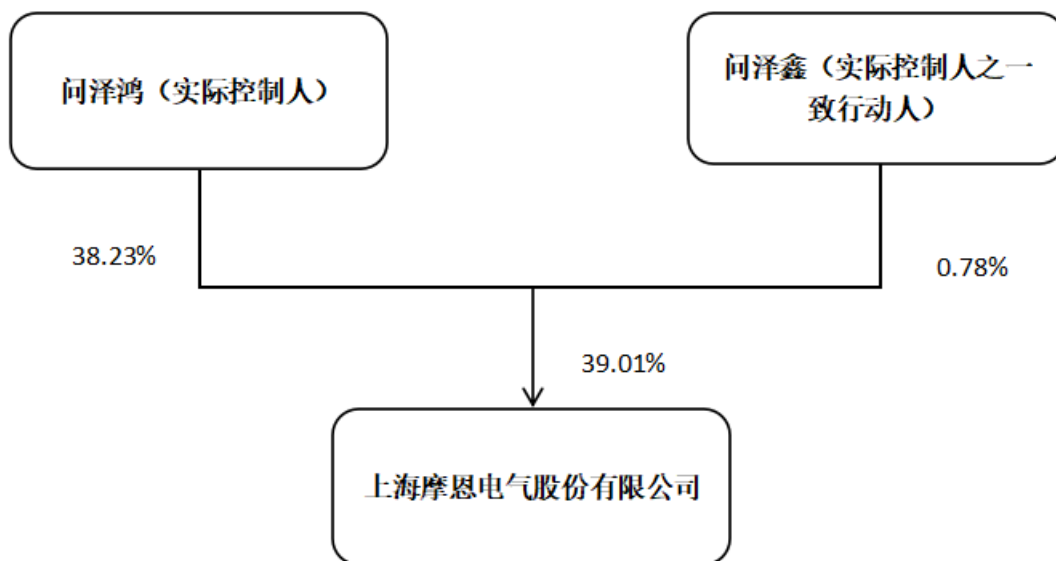 问泽鸿（实际控制人）
问泽鑫（实际控制人之一
致行动人）
38.23%
0.78%
39.01%
上海摩恩电气股份有限公司